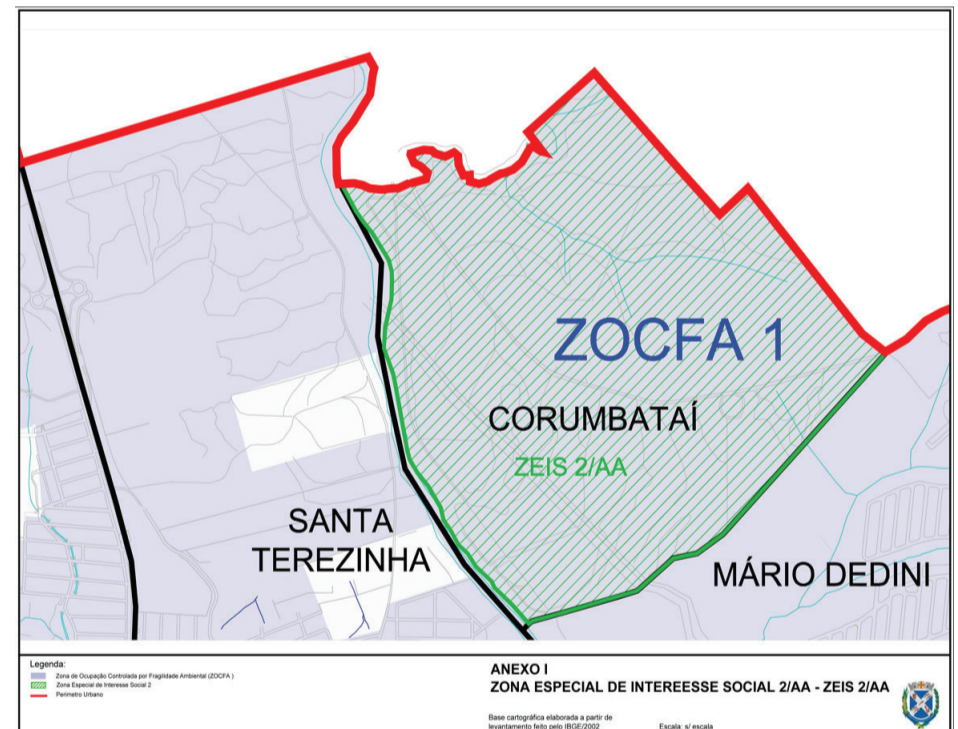 ZOCFA 1
CORUMBATAÍ
ZEIS 2/AA
SANTA
TEREZINHA
MÁRIO DEDINI
Legenda:
Zona de Ocupação Controlada por Fragilidade Ambiental (ZOCFA )
Zona Especial de Interesse Social 2
Perímetro Urbano
ANEXO I
ZONA ESPECIAL DE INTEREESSE SOCIAL 2/AA - ZEIS 2/AA
Base cartográfica elaborada a partir de
levantamento feito pelo IBGE/2002
Escala: s/ escala